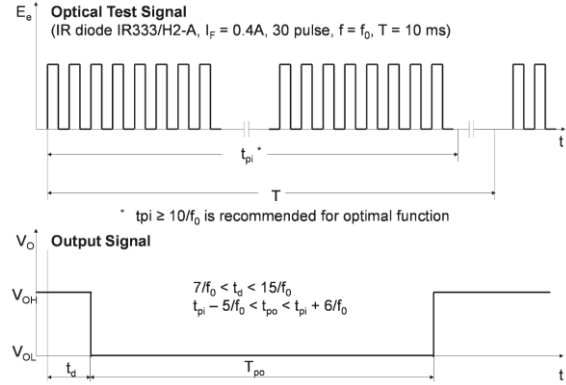 Eₑ Optical Test Signal
(IR diode IR333/H2-A, I_F = 0.4A, 30 pulse, f = f₀, T = 10 ms)
t
t_pi *
T
* tpi ≥ 10/f₀ is recommended for optimal function
V_O Output Signal
7/f₀ < t_d < 15/f₀
V_OH
t_pi – 5/f₀ < t_po < t_pi + 6/f₀
V_OL
t_d
T_po
t